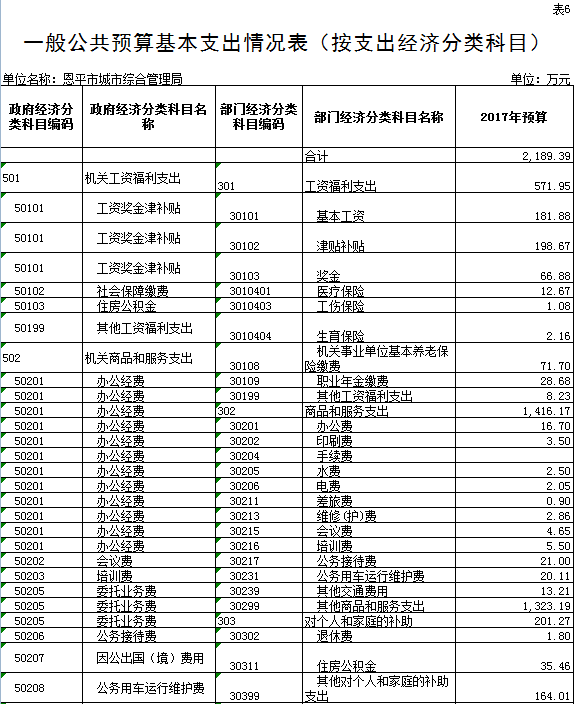 表6
一般公共预算基本支出情况表（按支出经济分类科目）
单位名称：恩平市城市综合管理局 单位：万元
政府经济分类科目编码 政府经济分类科目名称 部门经济分类科目编码 部门经济分类科目名称 2017年预算
合计 2,189.39
501 机关工资福利支出 301 工资福利支出 571.95
50101 工资奖金津补贴 30101 基本工资 181.88
50101 工资奖金津补贴 30102 津贴补贴 198.67
50101 工资奖金津补贴 30103 奖金 66.88
50102 社会保障缴费 3010401 医疗保险 12.67
50103 住房公积金 3010403 工伤保险 1.08
50199 其他工资福利支出 3010404 生育保险 2.16
502 机关商品和服务支出 30108 机关事业单位基本养老保险缴费 71.70
50201 办公经费 30109 职业年金缴费 28.68
50201 办公经费 30199 其他工资福利支出 8.23
50201 办公经费 302 商品和服务支出 1,416.17
50201 办公经费 30201 办公费 16.70
50201 办公经费 30202 印刷费 3.50
50201 办公经费 30204 手续费
50201 办公经费 30205 水费 2.50
50201 办公经费 30206 电费 2.05
50201 办公经费 30211 差旅费 0.90
50201 办公经费 30213 维修(护)费 2.86
50201 办公经费 30215 会议费 4.65
50201 办公经费 30216 培训费 5.50
50202 会议费 30217 公务接待费 21.00
50203 培训费 30231 公务用车运行维护费 20.11
50205 委托业务费 30239 其他交通费用 13.21
50205 委托业务费 30299 其他商品和服务支出 1,323.19
50205 委托业务费 303 对个人和家庭的补助 201.27
50206 公务接待费 30302 退休费 1.80
50207 因公出国（境）费用 30311 住房公积金 35.46
50208 公务用车运行维护费 30399 其他对个人和家庭的补助支出 164.01